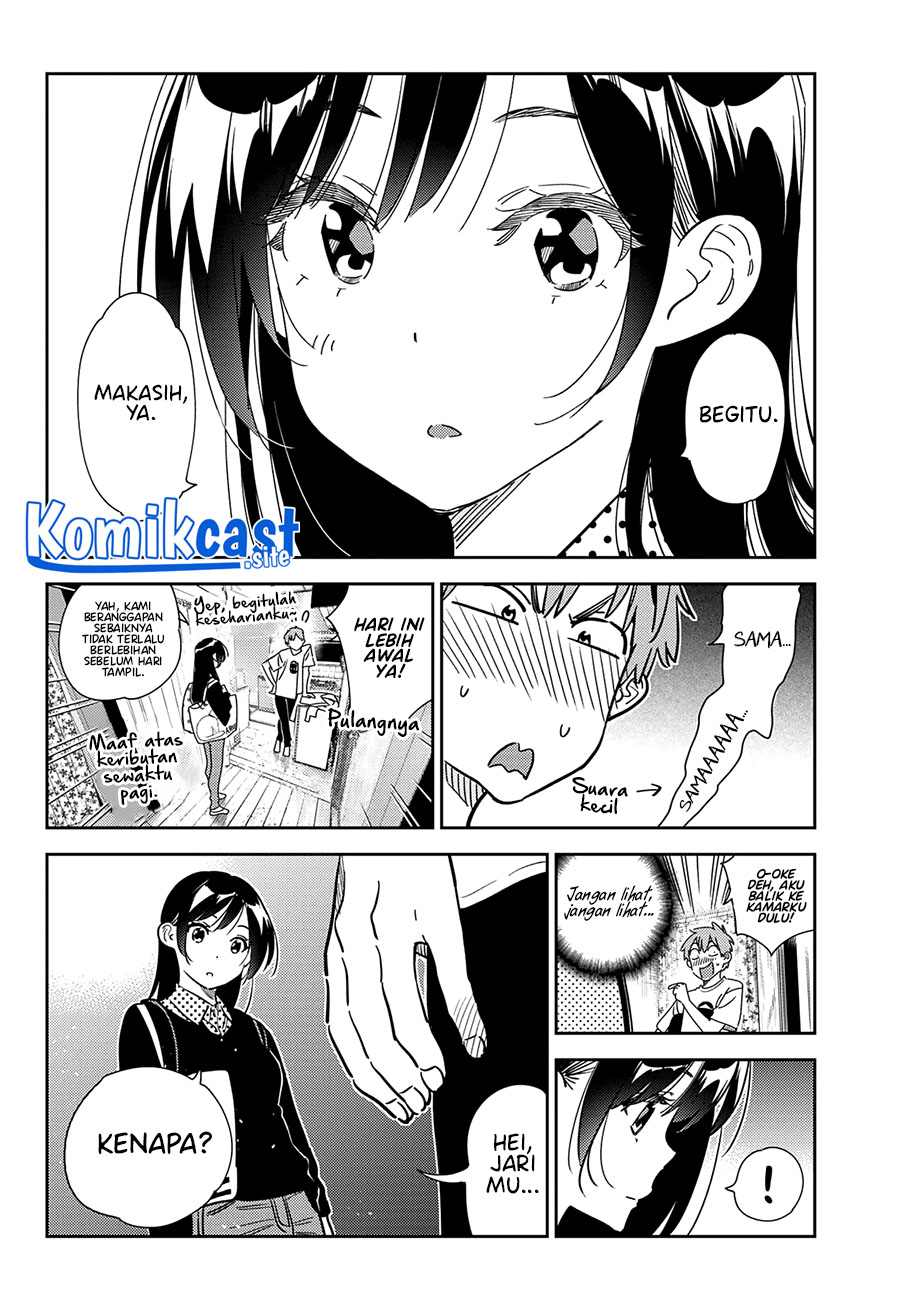 BEGITU.
MAKASIH,
YA.
Komikcast
.site
SAMA...
SAMAAAAAAA...
Suara →
kecil
HARI INI
LEBIH
AWAL
YA!
Pulangnya
Yep, begitulah
keseharianku..
YAH, KAMI
BERANGGAPAN
SEBAIKNYA
TIDAK TERLALU
BERLEBIHAN
SEBELUM HARI
TAMPIL.
Maaf atas
keributan
sewaktu
pagi.
O-OKE
DEH, AKU
BALIK KE
KAMARKU
DULU!
Jangan lihat,
jangan lihat...
!
HEI,
JARI
MU...
KENAPA?